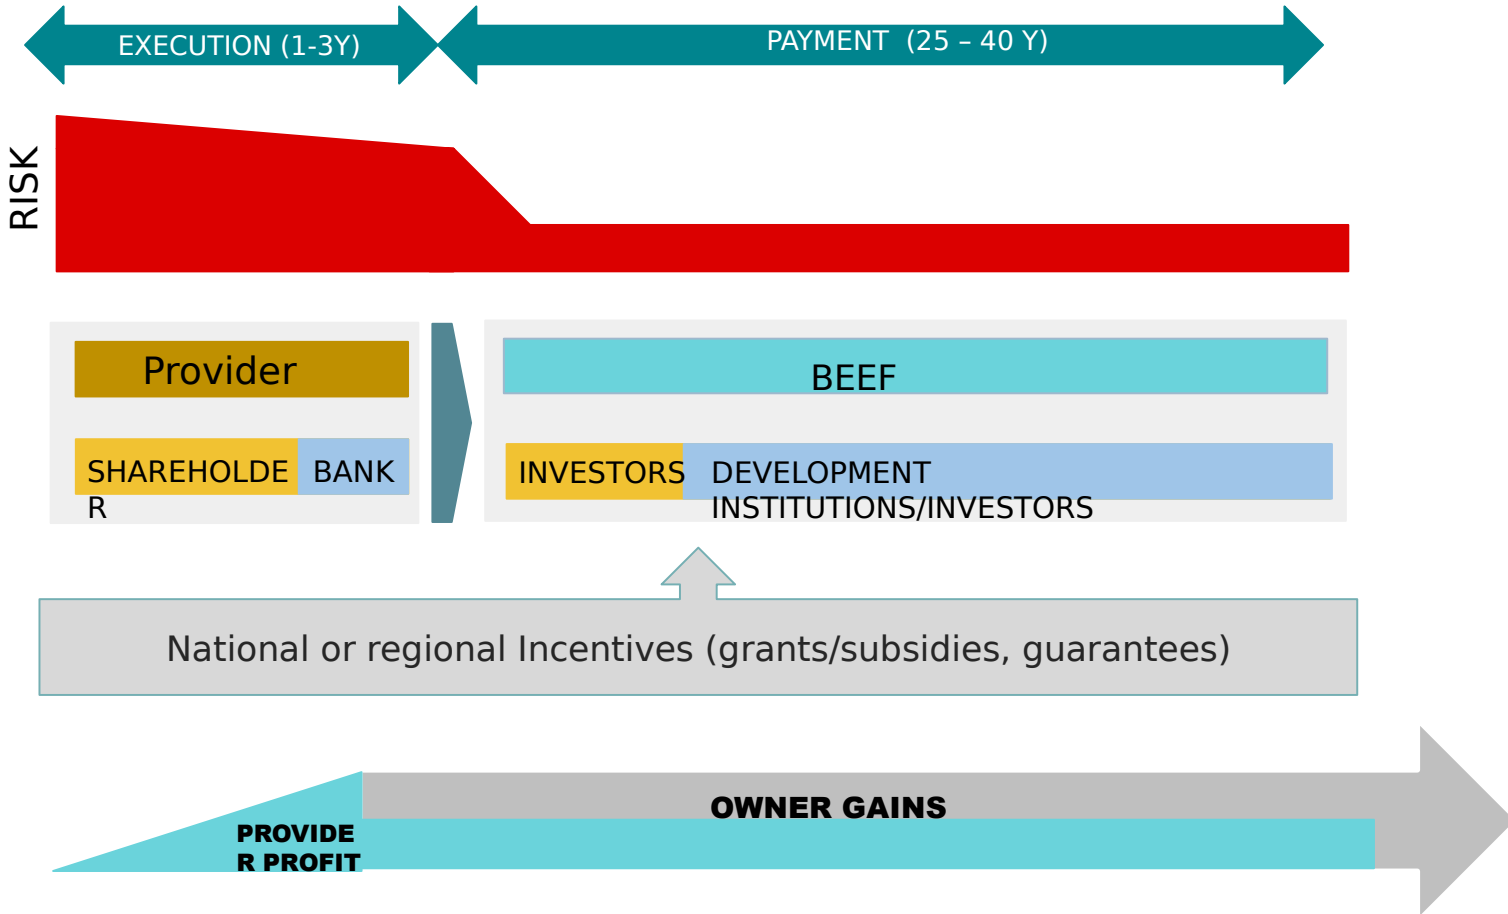 EXECUTION (1-3Y)
PAYMENT (25 – 40 Y)
RISK
Provider
BEEF
SHAREHOLDE
R
BANK
INVESTORS
DEVELOPMENT
INSTITUTIONS/INVESTORS
National or regional Incentives (grants/subsidies, guarantees)
OWNER GAINS
PROVIDE
R PROFIT